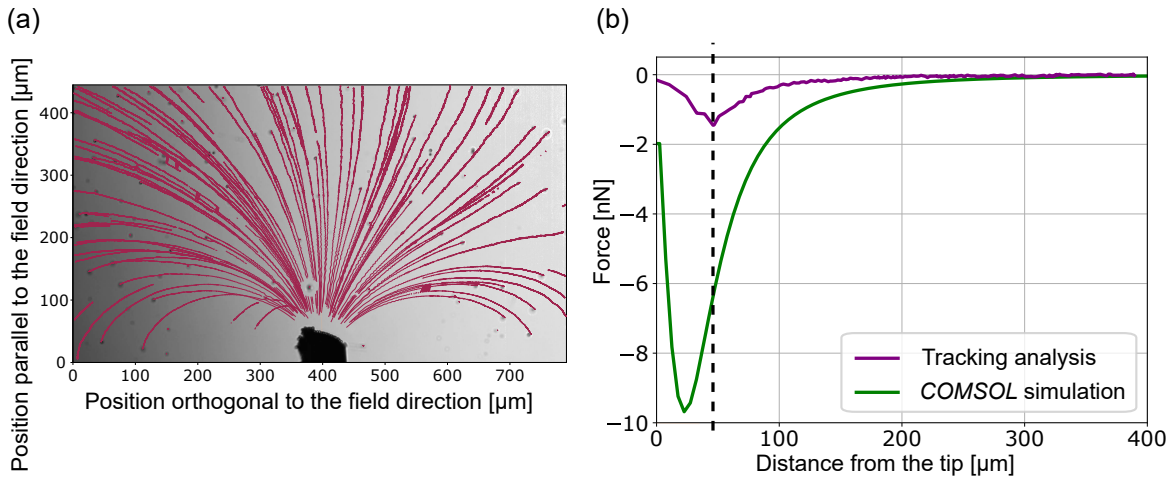 (a)
Position parallel to the field direction [µm]
400
300
200
100
0
0 100 200 300 400 500 600 700
Position orthogonal to the field direction [µm]
(b)
Force [nN]
0
−2
−4
−6
−8
−10
Tracking analysis
COMSOL simulation
0 100 200 300 400
Distance from the tip [µm]